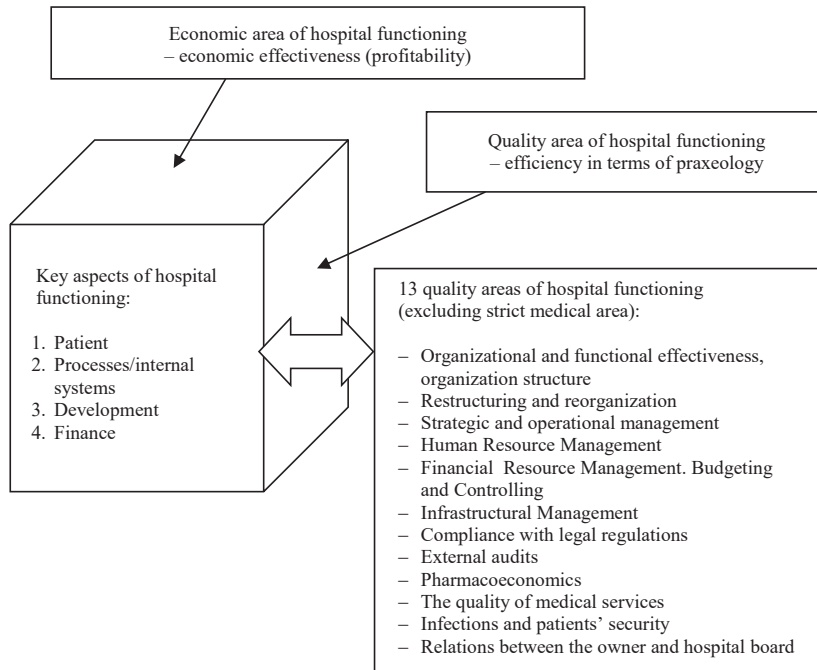 Economic area of hospital functioning
– economic effectiveness (profitability)
Quality area of hospital functioning
– efficiency in terms of praxeology
Key aspects of hospital
functioning:
1. Patient
2. Processes/internal
systems
3. Development
4. Finance
13 quality areas of hospital functioning
(excluding strict medical area):
– Organizational and functional effectiveness,
organization structure
– Restructuring and reorganization
– Strategic and operational management
– Human Resource Management
– Financial Resource Management. Budgeting
and Controlling
– Infrastructural Management
– Compliance with legal regulations
– External audits
– Pharmacoeconomics
– The quality of medical services
– Infections and patients’ security
– Relations between the owner and hospital board